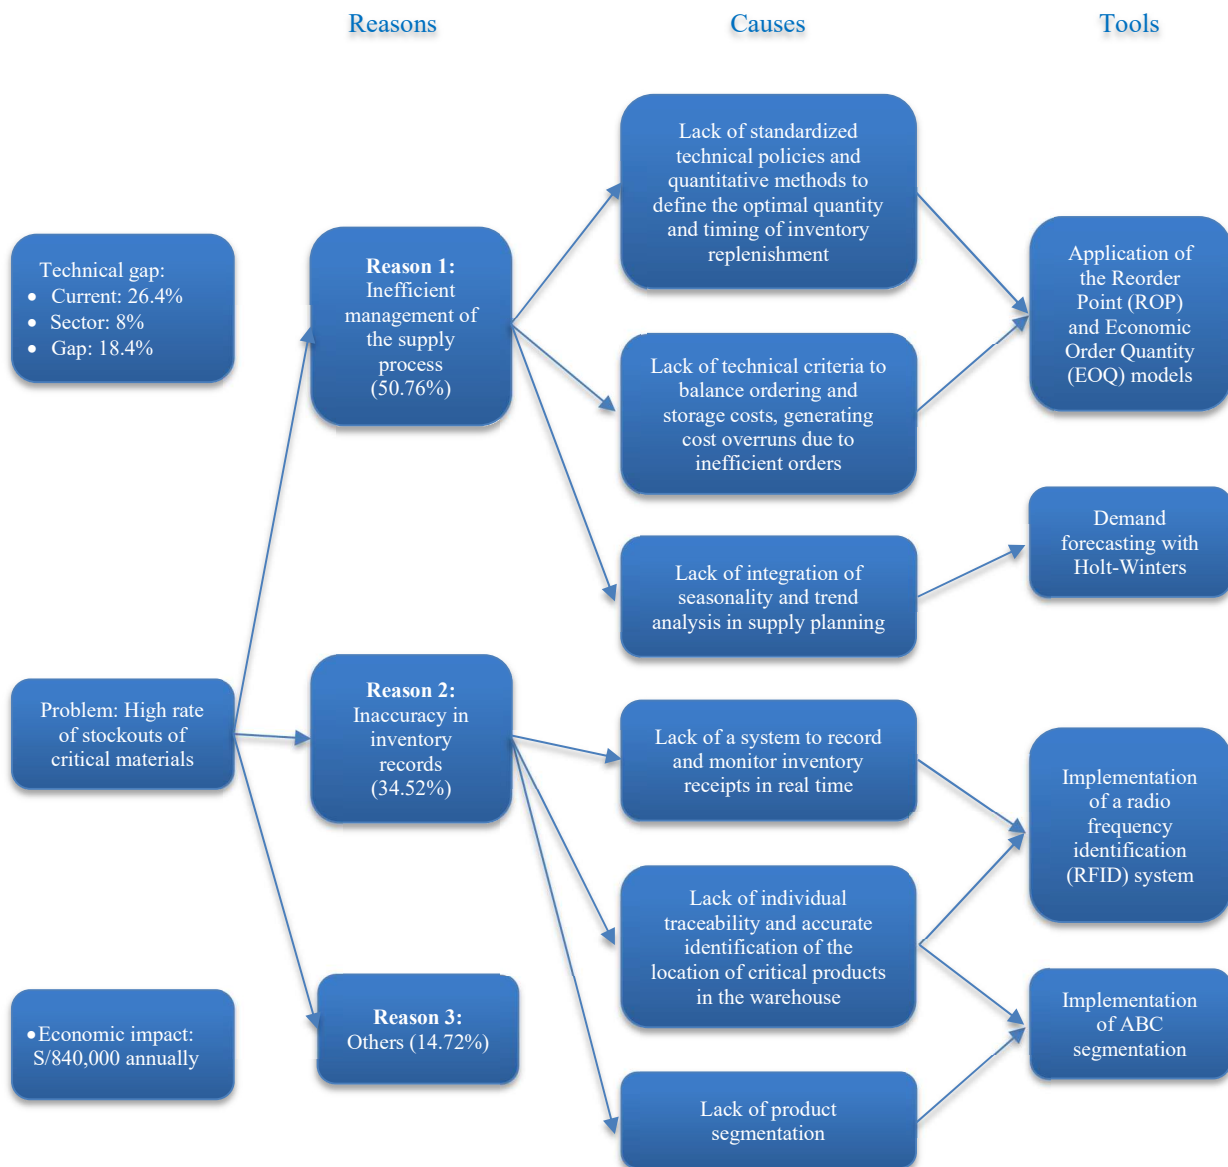 Reasons
Causes
Tools
Technical gap:
• Current: 26.4%
• Sector: 8%
• Gap: 18.4%
Problem: High rate
of stockouts of
critical materials
•Economic impact:
S/840,000 annually
Reason 1:
Inefficient
management of
the supply
process
(50.76%)
Reason 2:
Inaccuracy in
inventory
records
(34.52%)
Reason 3:
Others (14.72%)
Lack of standardized
technical policies and
quantitative methods to
define the optimal quantity
and timing of inventory
replenishment
Lack of technical criteria to
balance ordering and
storage costs, generating
cost overruns due to
inefficient orders
Lack of integration of
seasonality and trend
analysis in supply planning
Lack of a system to record
and monitor inventory
receipts in real time
Lack of individual
traceability and accurate
identification of the
location of critical products
in the warehouse
Lack of product
segmentation
Application of
the Reorder
Point (ROP)
and Economic
Order Quantity
(EOQ) models
Demand
forecasting with
Holt-Winters
Implementation
of a radio
frequency
identification
(RFID) system
Implementation
of ABC
segmentation